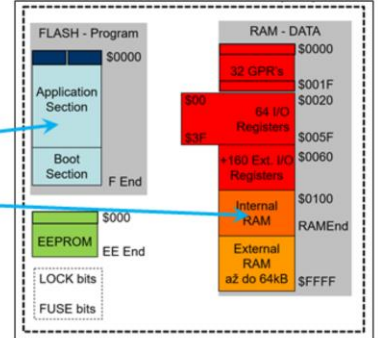 FLASH - Program
$0000
Application
Section
Boot
Section
F End
$000
EEPROM
EE End
LOCK bits
FUSE bits
RAM - DATA
$0000
32 GPR's
$001F
$00
$0020
64 I/O
Registers
$3F
$005F
+160 Ext. I/O
$0060
Registers
$0100
Internal
RAM
RAMEnd
External
RAM
až do 64kB
$FFFF